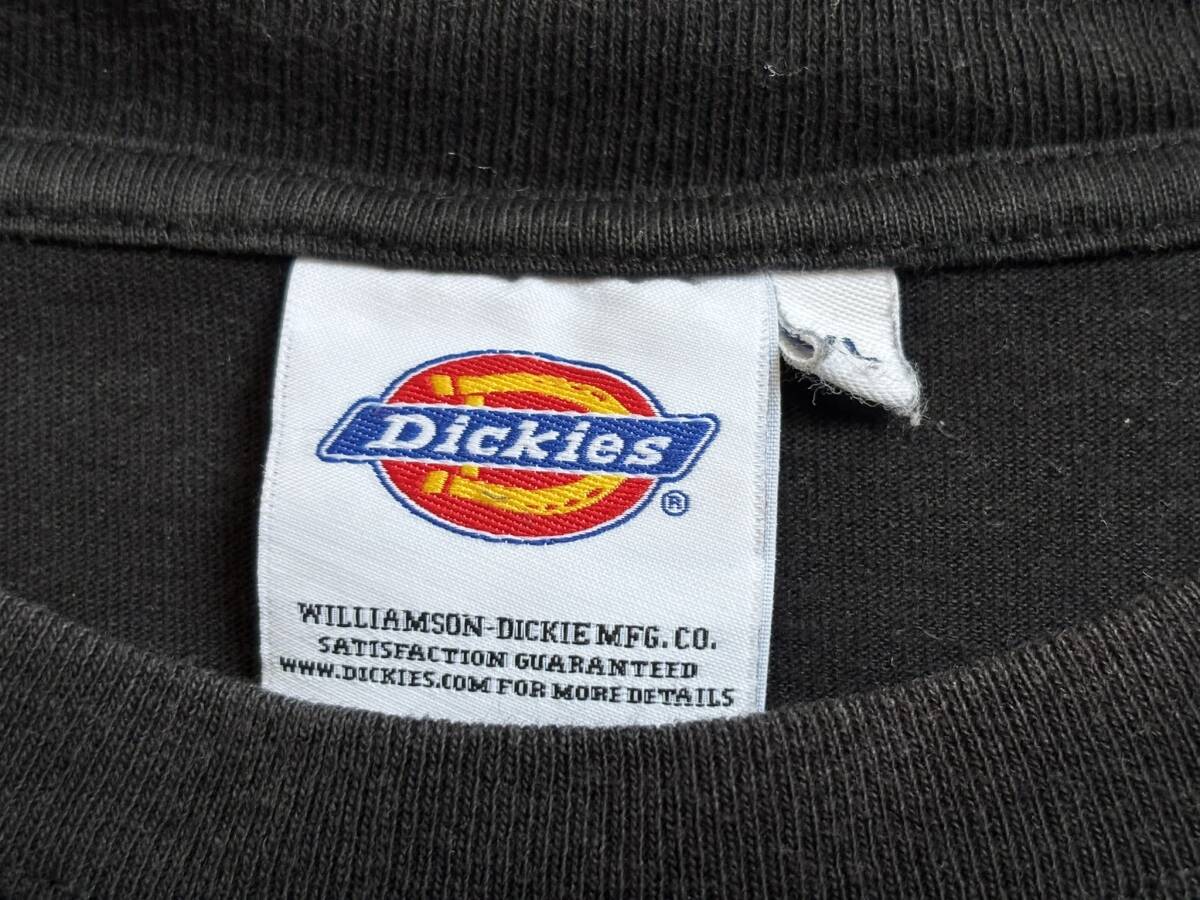 Dickies
®
WILLIAMSON-DICKIE MFG. CO.
SATISFACTION GUARANTEED
WWW.DICKIES.COM FOR MORE DETAILS